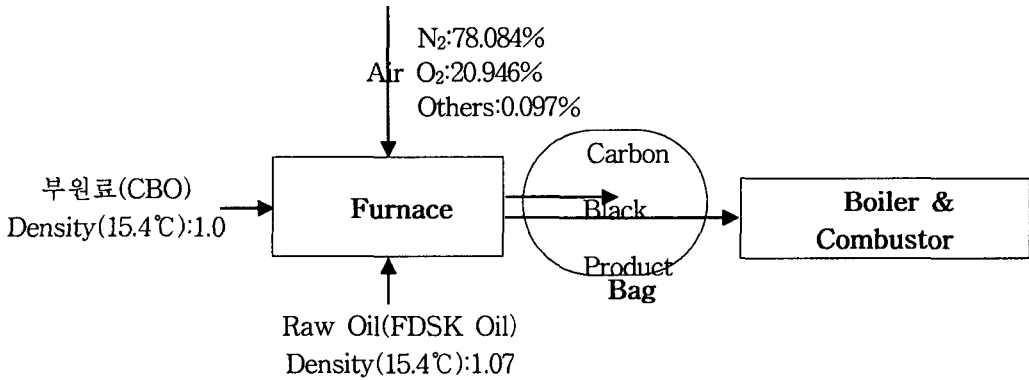 N₂:78.084%
Air O₂:20.946%
Others:0.097%
부원료(CBO)
Density(15.4℃):1.0
Furnace
Carbon
Black
Product
Bag
Boiler &
Combustor
Raw Oil(FDSK Oil)
Density(15.4℃):1.07